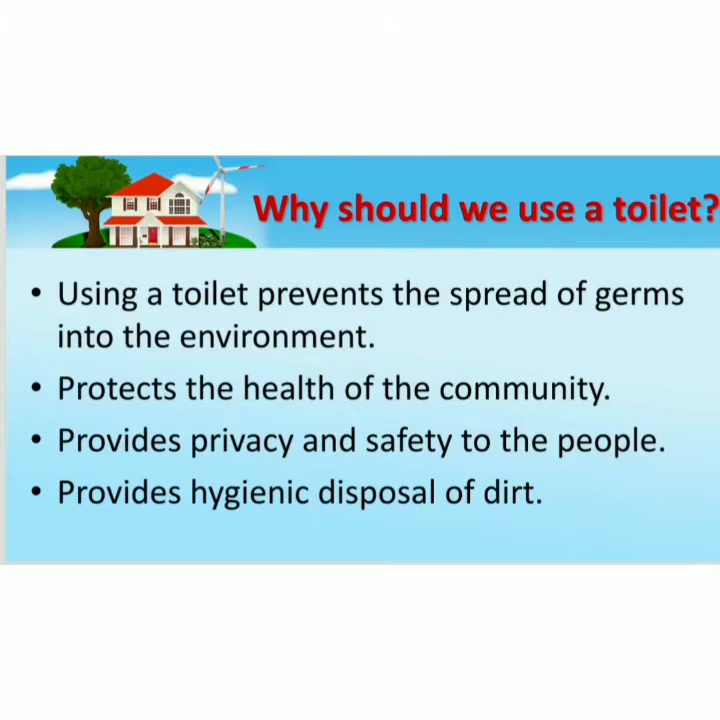 Why should we use a toilet?
• Using a toilet prevents the spread of germs
into the environment.
• Protects the health of the community.
• Provides privacy and safety to the people.
• Provides hygienic disposal of dirt.